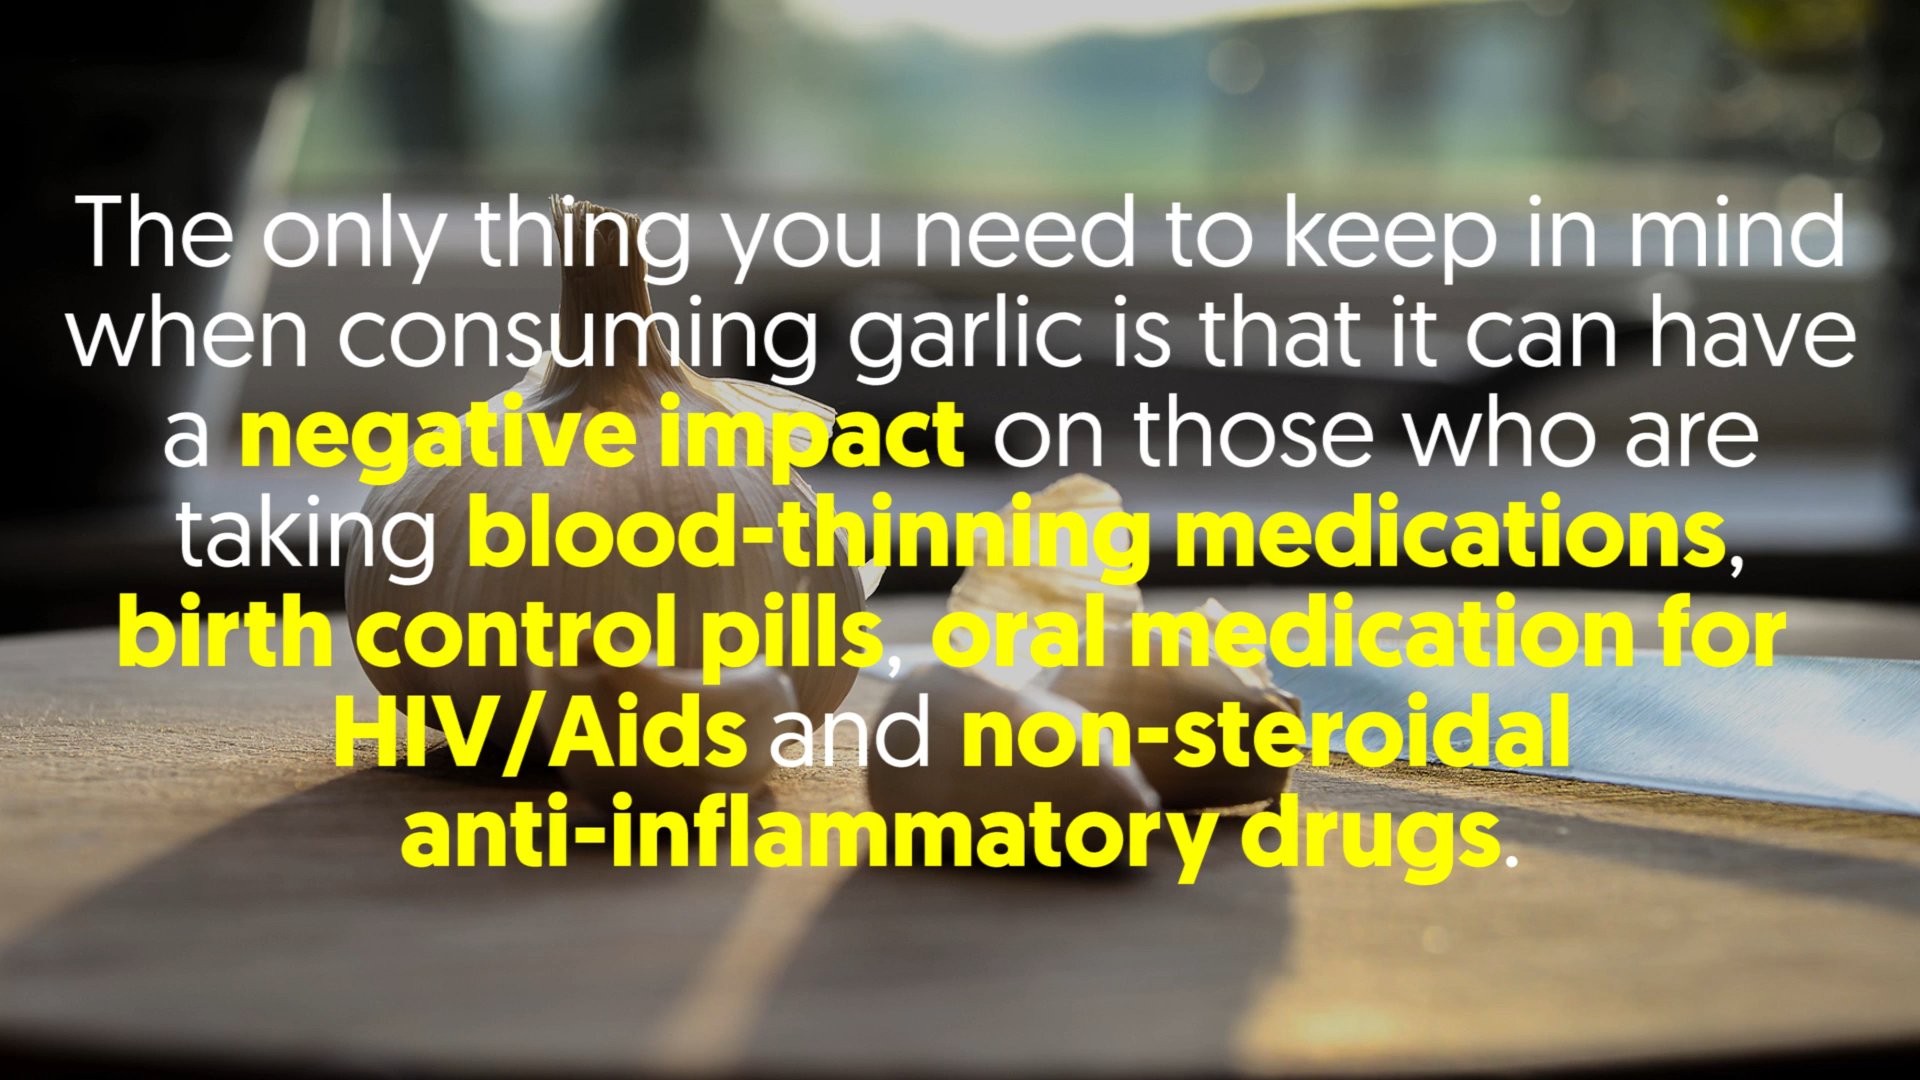 The only thing you need to keep in mind
when consuming garlic is that it can have
a negative impact on those who are
taking blood-thinning medications,
birth control pills, oral medication for
HIV/Aids and non-steroidal
anti-inflammatory drugs.